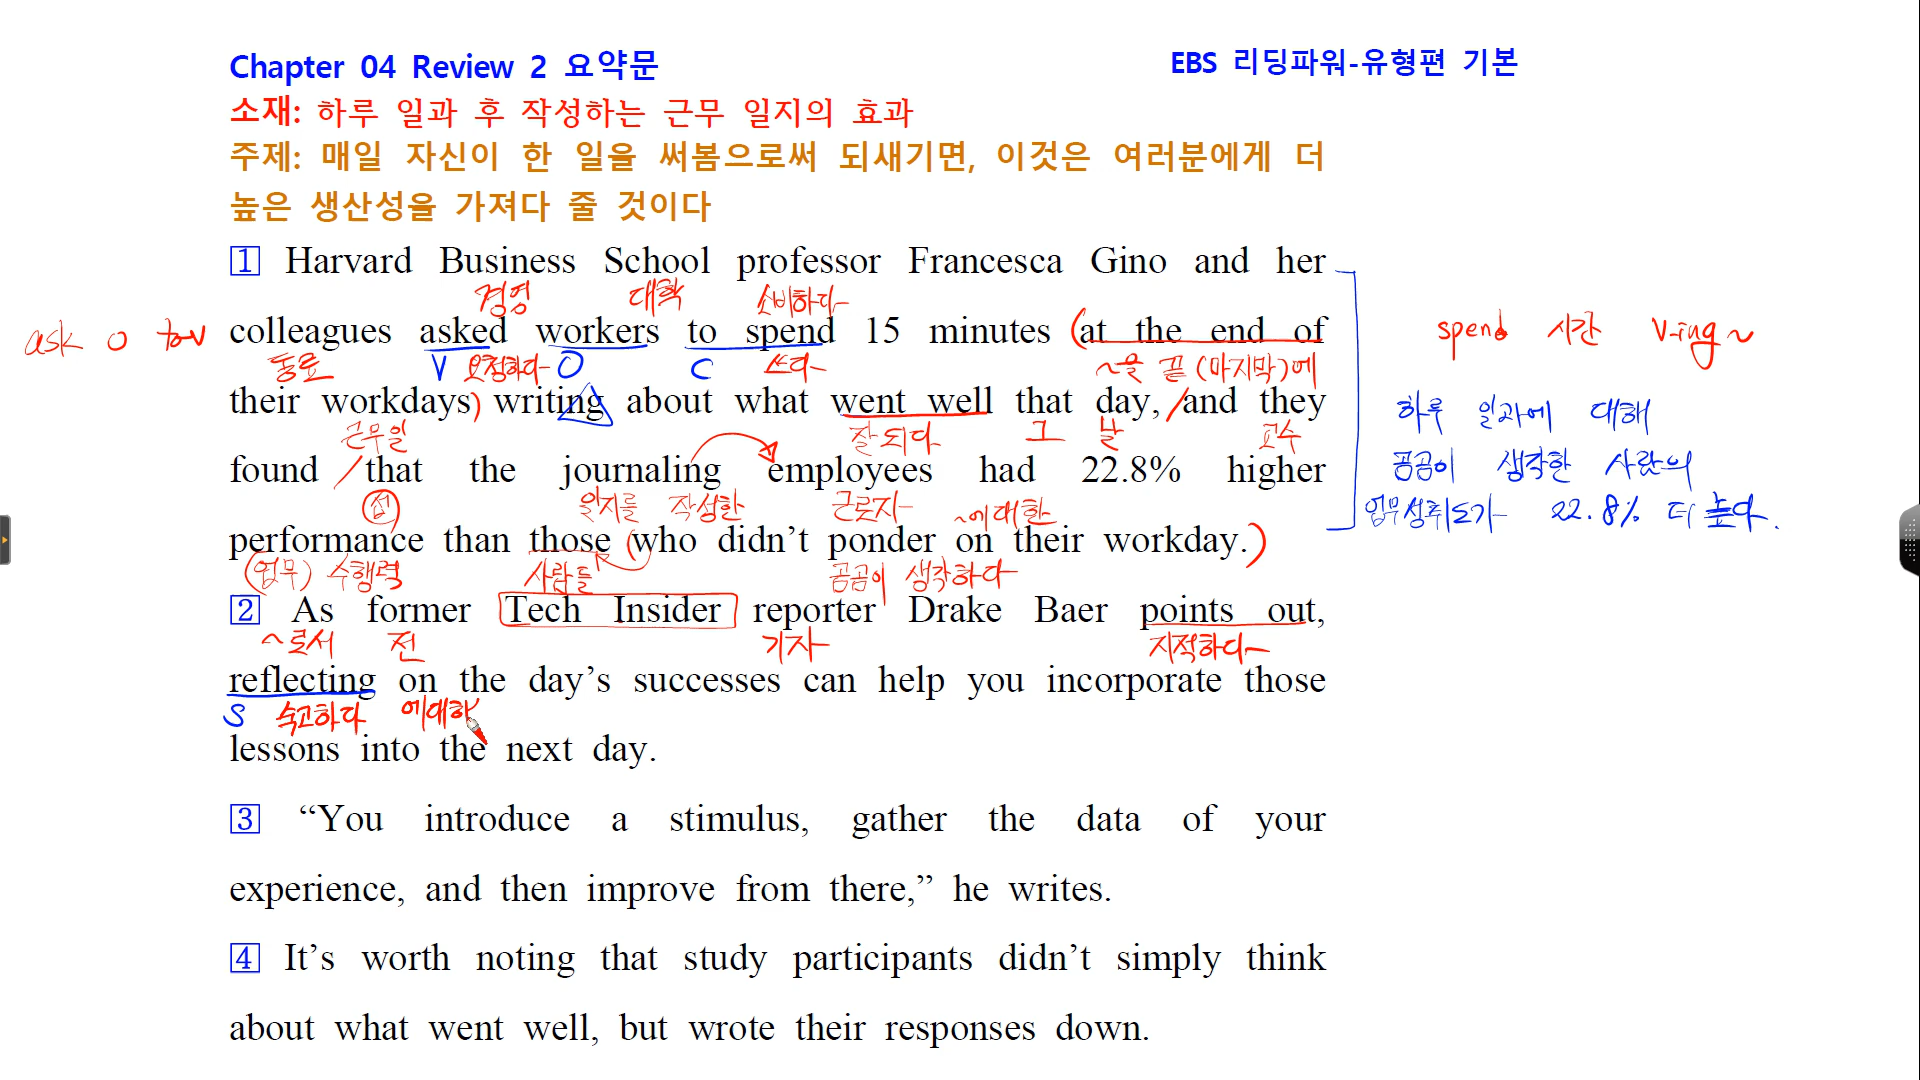 Chapter 04 Review 2 요약문
EBS 리딩파워-유형편 기본
소재: 하루 일과 후 작성하는 근무 일지의 효과
주제: 매일 자신이 한 일을 써봄으로써 되새기면, 이것은 여러분에게 더
높은 생산성을 가져다 줄 것이다
1 Harvard Business School professor Francesca Gino and her
경영 대학 소비하다
ask o to-v colleagues asked workers to spend 15 minutes (at the end of
동료 V 요청하다 O C 쓰다 ~을 끝(마지막)에
their workdays) writing about what went well that day, / and they
근무일 잘 되다 그 날 교수
found / that the journaling employees had 22.8% higher
접 일지를 작성한 근로자 ~에 대한
performance than those (who didn't ponder on their workday.)
(업무) 수행력 사람들 곰곰이 생각하다
spend 시간 V-ing ~
하루 일과에 대해
곰곰이 생각한 사람의
업무성취도가 22.8% 더 높다.
2 As former Tech Insider reporter Drake Baer points out,
~로서 전 기자 지적하다
reflecting on the day's successes can help you incorporate those
S 숙고하다 에대하
lessons into the next day.
3 “You introduce a stimulus, gather the data of your
experience, and then improve from there,” he writes.
4 It's worth noting that study participants didn't simply think
about what went well, but wrote their responses down.